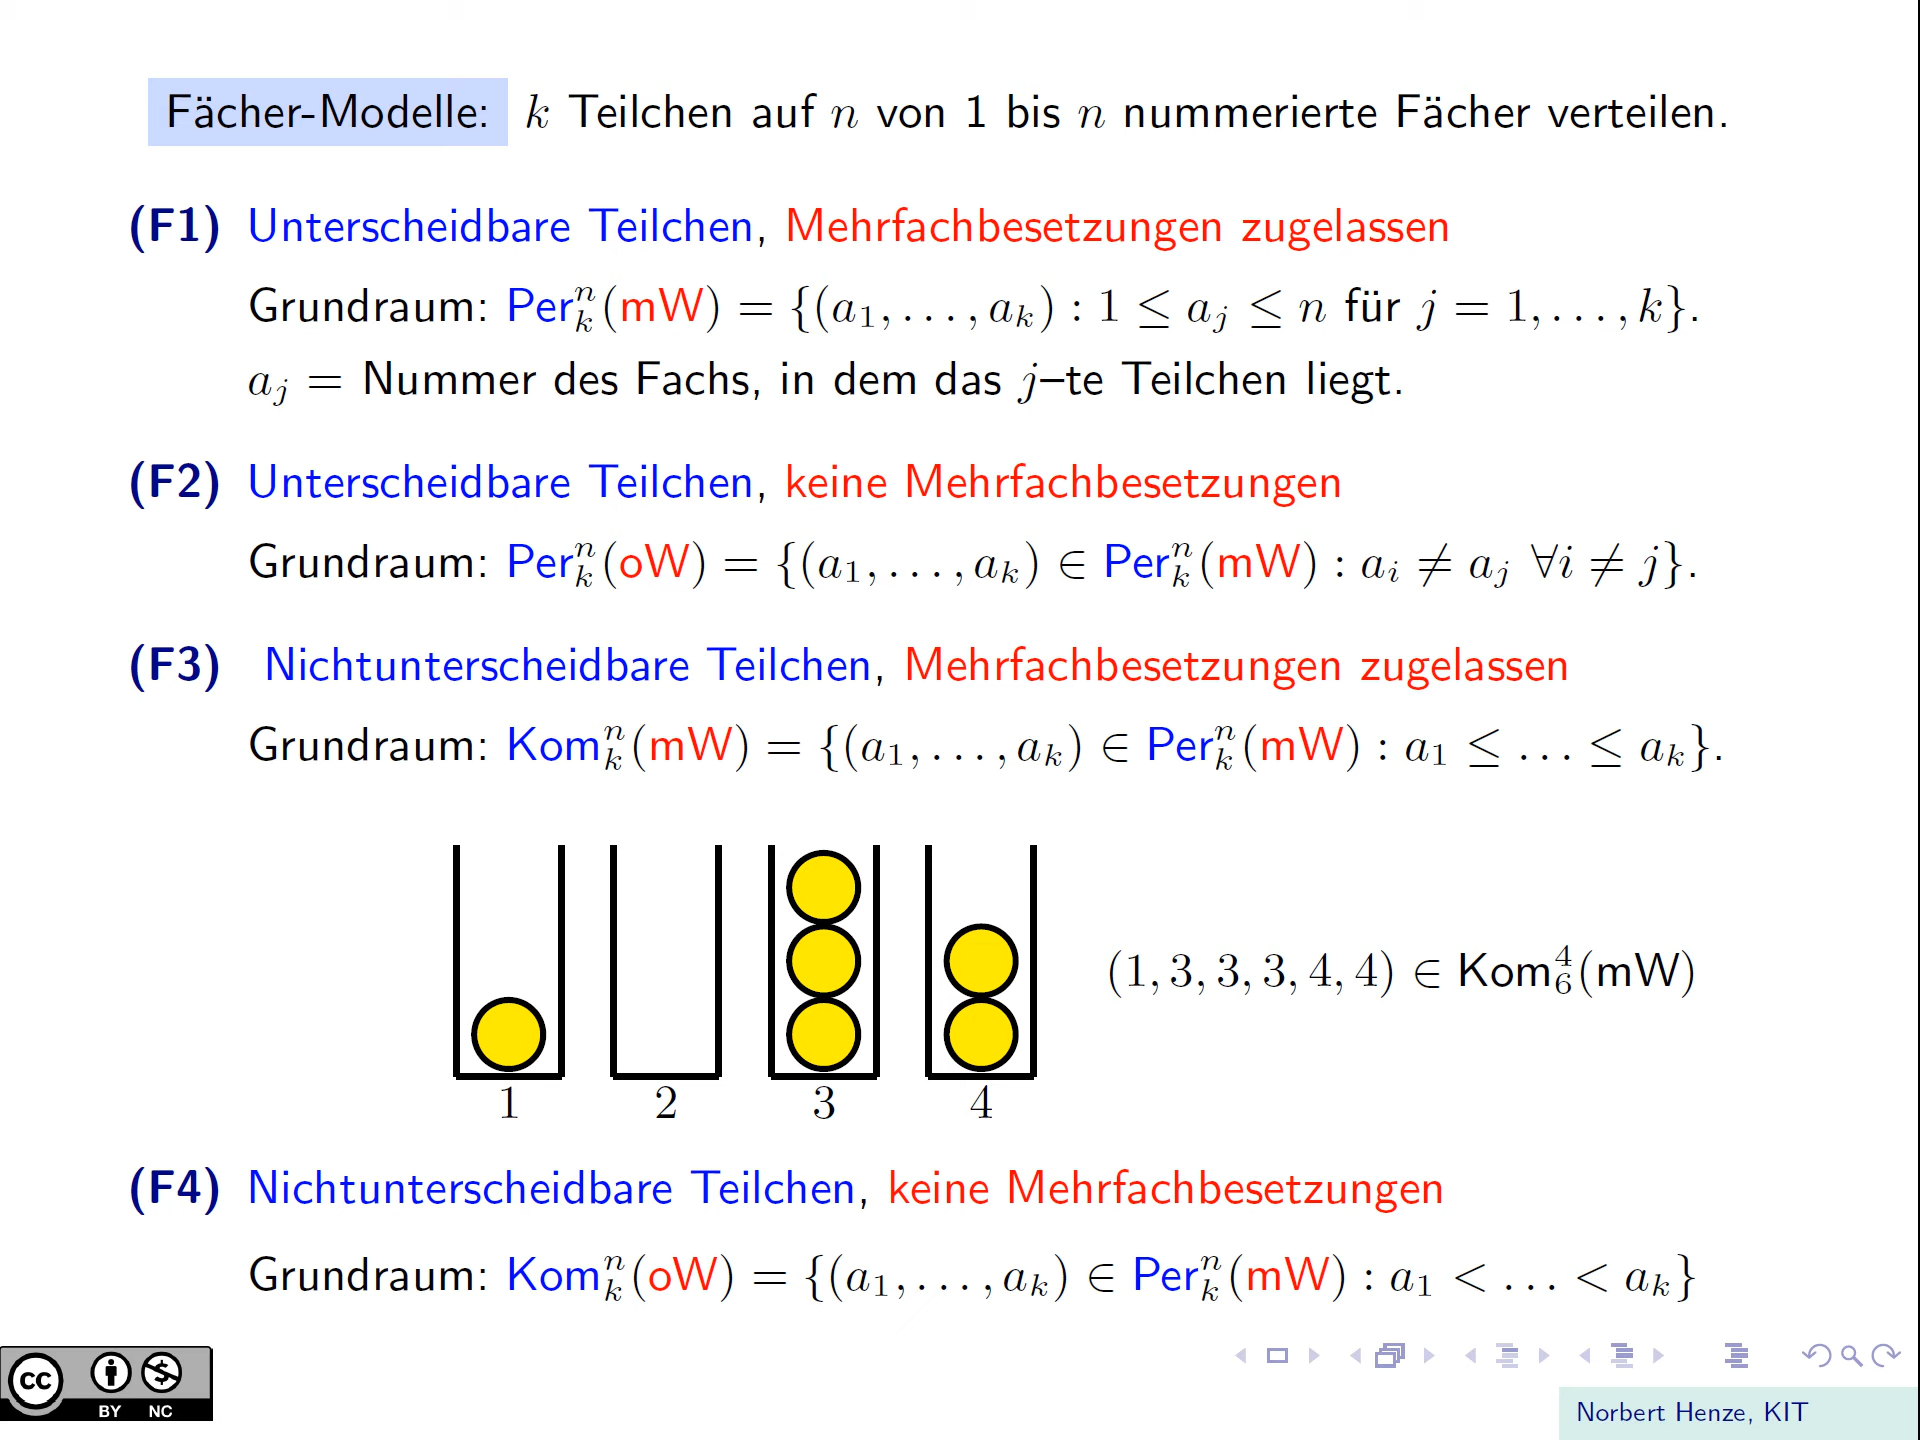 Fächer-Modelle: k Teilchen auf n von 1 bis n nummerierte Fächer verteilen.
(F1) Unterscheidbare Teilchen, Mehrfachbesetzungen zugelassen
Grundraum: Per_k^n(mW) = {(a_1, . . . , a_k) : 1 ≤ a_j ≤ n für j = 1, . . . , k}.
a_j = Nummer des Fachs, in dem das j–te Teilchen liegt.
(F2) Unterscheidbare Teilchen, keine Mehrfachbesetzungen
Grundraum: Per_k^n(oW) = {(a_1, . . . , a_k) ∈ Per_k^n(mW) : a_i ≠ a_j ∀i ≠ j}.
(F3) Nichtunterscheidbare Teilchen, Mehrfachbesetzungen zugelassen
Grundraum: Kom_k^n(mW) = {(a_1, . . . , a_k) ∈ Per_k^n(mW) : a_1 ≤ . . . ≤ a_k}.
(1, 3, 3, 3, 4, 4) ∈ Kom_6^4(mW)
1 2 3 4
(F4) Nichtunterscheidbare Teilchen, keine Mehrfachbesetzungen
Grundraum: Kom_k^n(oW) = {(a_1, . . . , a_k) ∈ Per_k^n(mW) : a_1 < . . . < a_k}
cc
BY NC
Norbert Henze, KIT